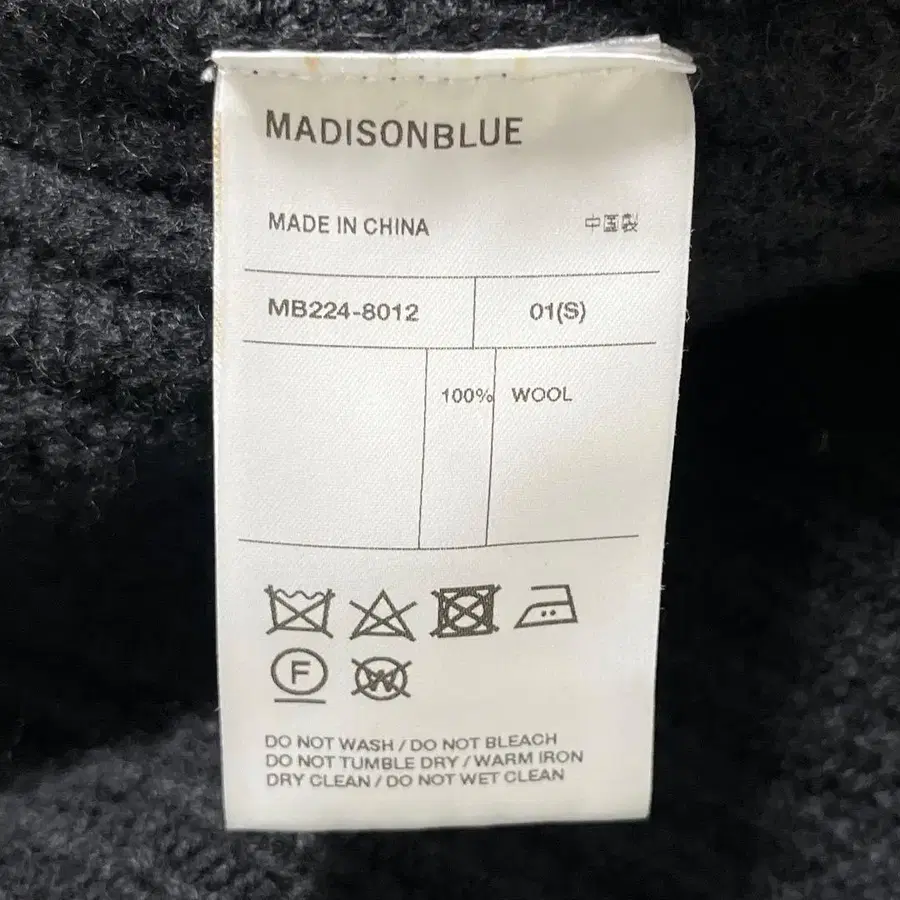 MADISONBLUE
MADE IN CHINA 中国製
MB224-8012 01(S)
100% WOOL
F
W
DO NOT WASH / DO NOT BLEACH
DO NOT TUMBLE DRY / WARM IRON
DRY CLEAN / DO NOT WET CLEAN